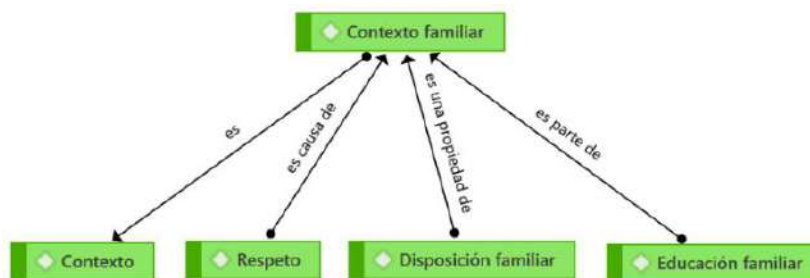 Contexto familiar
es
es causa de
es una propiedad de
es parte de
Contexto
Respeto
Disposición familiar
Educación familiar